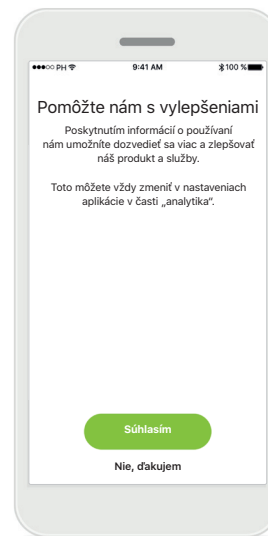 PH 9:41 AM 100 %
Pomôžte nám s vylepšeniami
Poskytnutím informácií o používaní
nám umožníte dozvedieť sa viac a zlepšovať
náš produkt a služby.
Toto môžete vždy zmeniť v nastaveniach
aplikácie v časti „analytika“.
Súhlasím
Nie, ďakujem